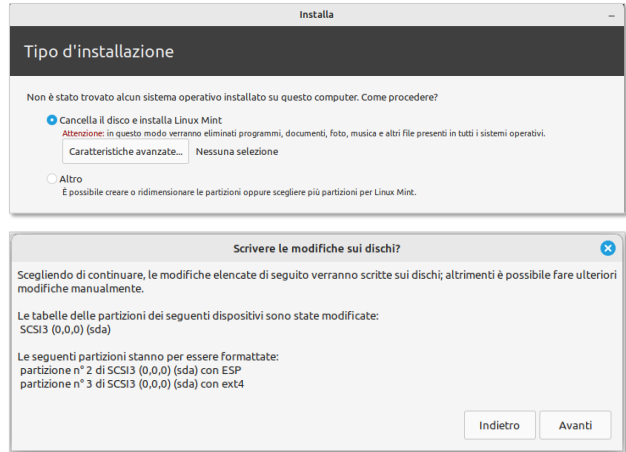 Installa
Tipo d'installazione
Non è stato trovato alcun sistema operativo installato su questo computer. Come procedere?
Cancella il disco e installa Linux Mint
Attenzione: in questo modo verranno eliminati programmi, documenti, foto, musica e altri file presenti in tutti i sistemi operativi.
Caratteristiche avanzate... Nessuna selezione
Altro
È possibile creare o ridimensionare le partizioni oppure scegliere più partizioni per Linux Mint.
Scrivere le modifiche sui dischi?
Scegliendo di continuare, le modifiche elencate di seguito verranno scritte sui dischi; altrimenti è possibile fare ulteriori
modifiche manualmente.
Le tabelle delle partizioni dei seguenti dispositivi sono state modificate:
SCSI3 (0,0,0) (sda)
Le seguenti partizioni stanno per essere formattate:
partizione n° 2 di SCSI3 (0,0,0) (sda) con ESP
partizione n° 3 di SCSI3 (0,0,0) (sda) con ext4
Indietro Avanti